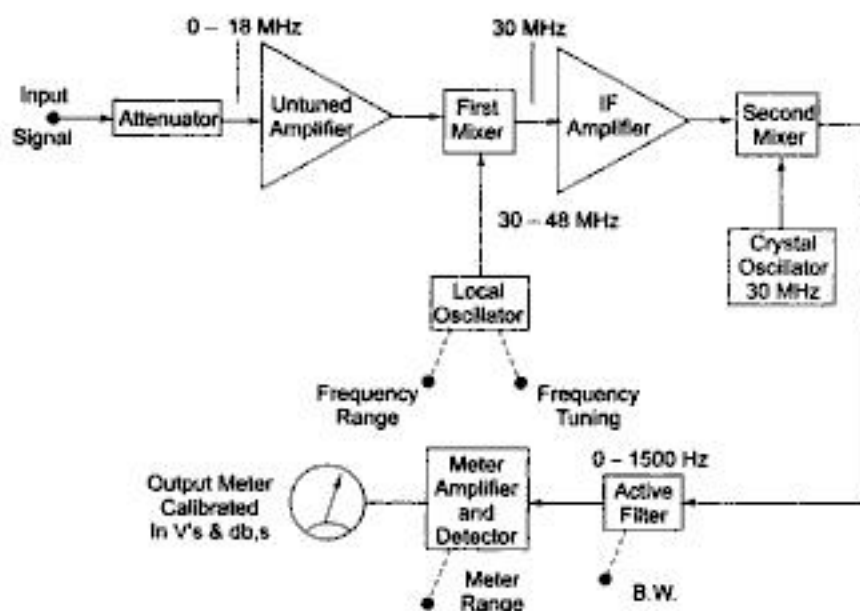 0 – 18 MHz
30 MHz
Input
Signal
Attenuator
Untuned
Amplifier
First
Mixer
IF
Amplifier
Second
Mixer
30 – 48 MHz
Crystal
Oscillator
30 MHz
Local
Oscillator
Frequency
Range
Frequency
Tuning
0 – 1500 Hz
Output Meter
Calibrated
In V's & db,s
Meter
Amplifier
and
Detector
Active
Filter
Meter
Range
B.W.